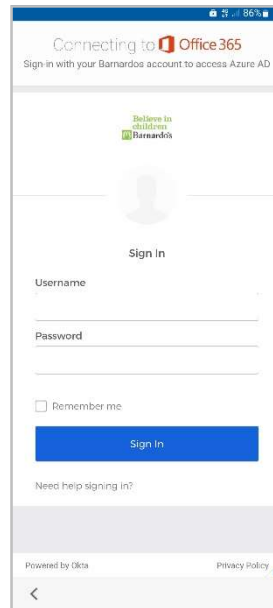 86%
Connecting to Office 365
Sign-in with your Barnardos account to access Azure AD
Believe in
children
Barnardo's
Sign In
Username
Password
Remember me
Sign In
Need help signing in?
Powered by Okta
Privacy Policy